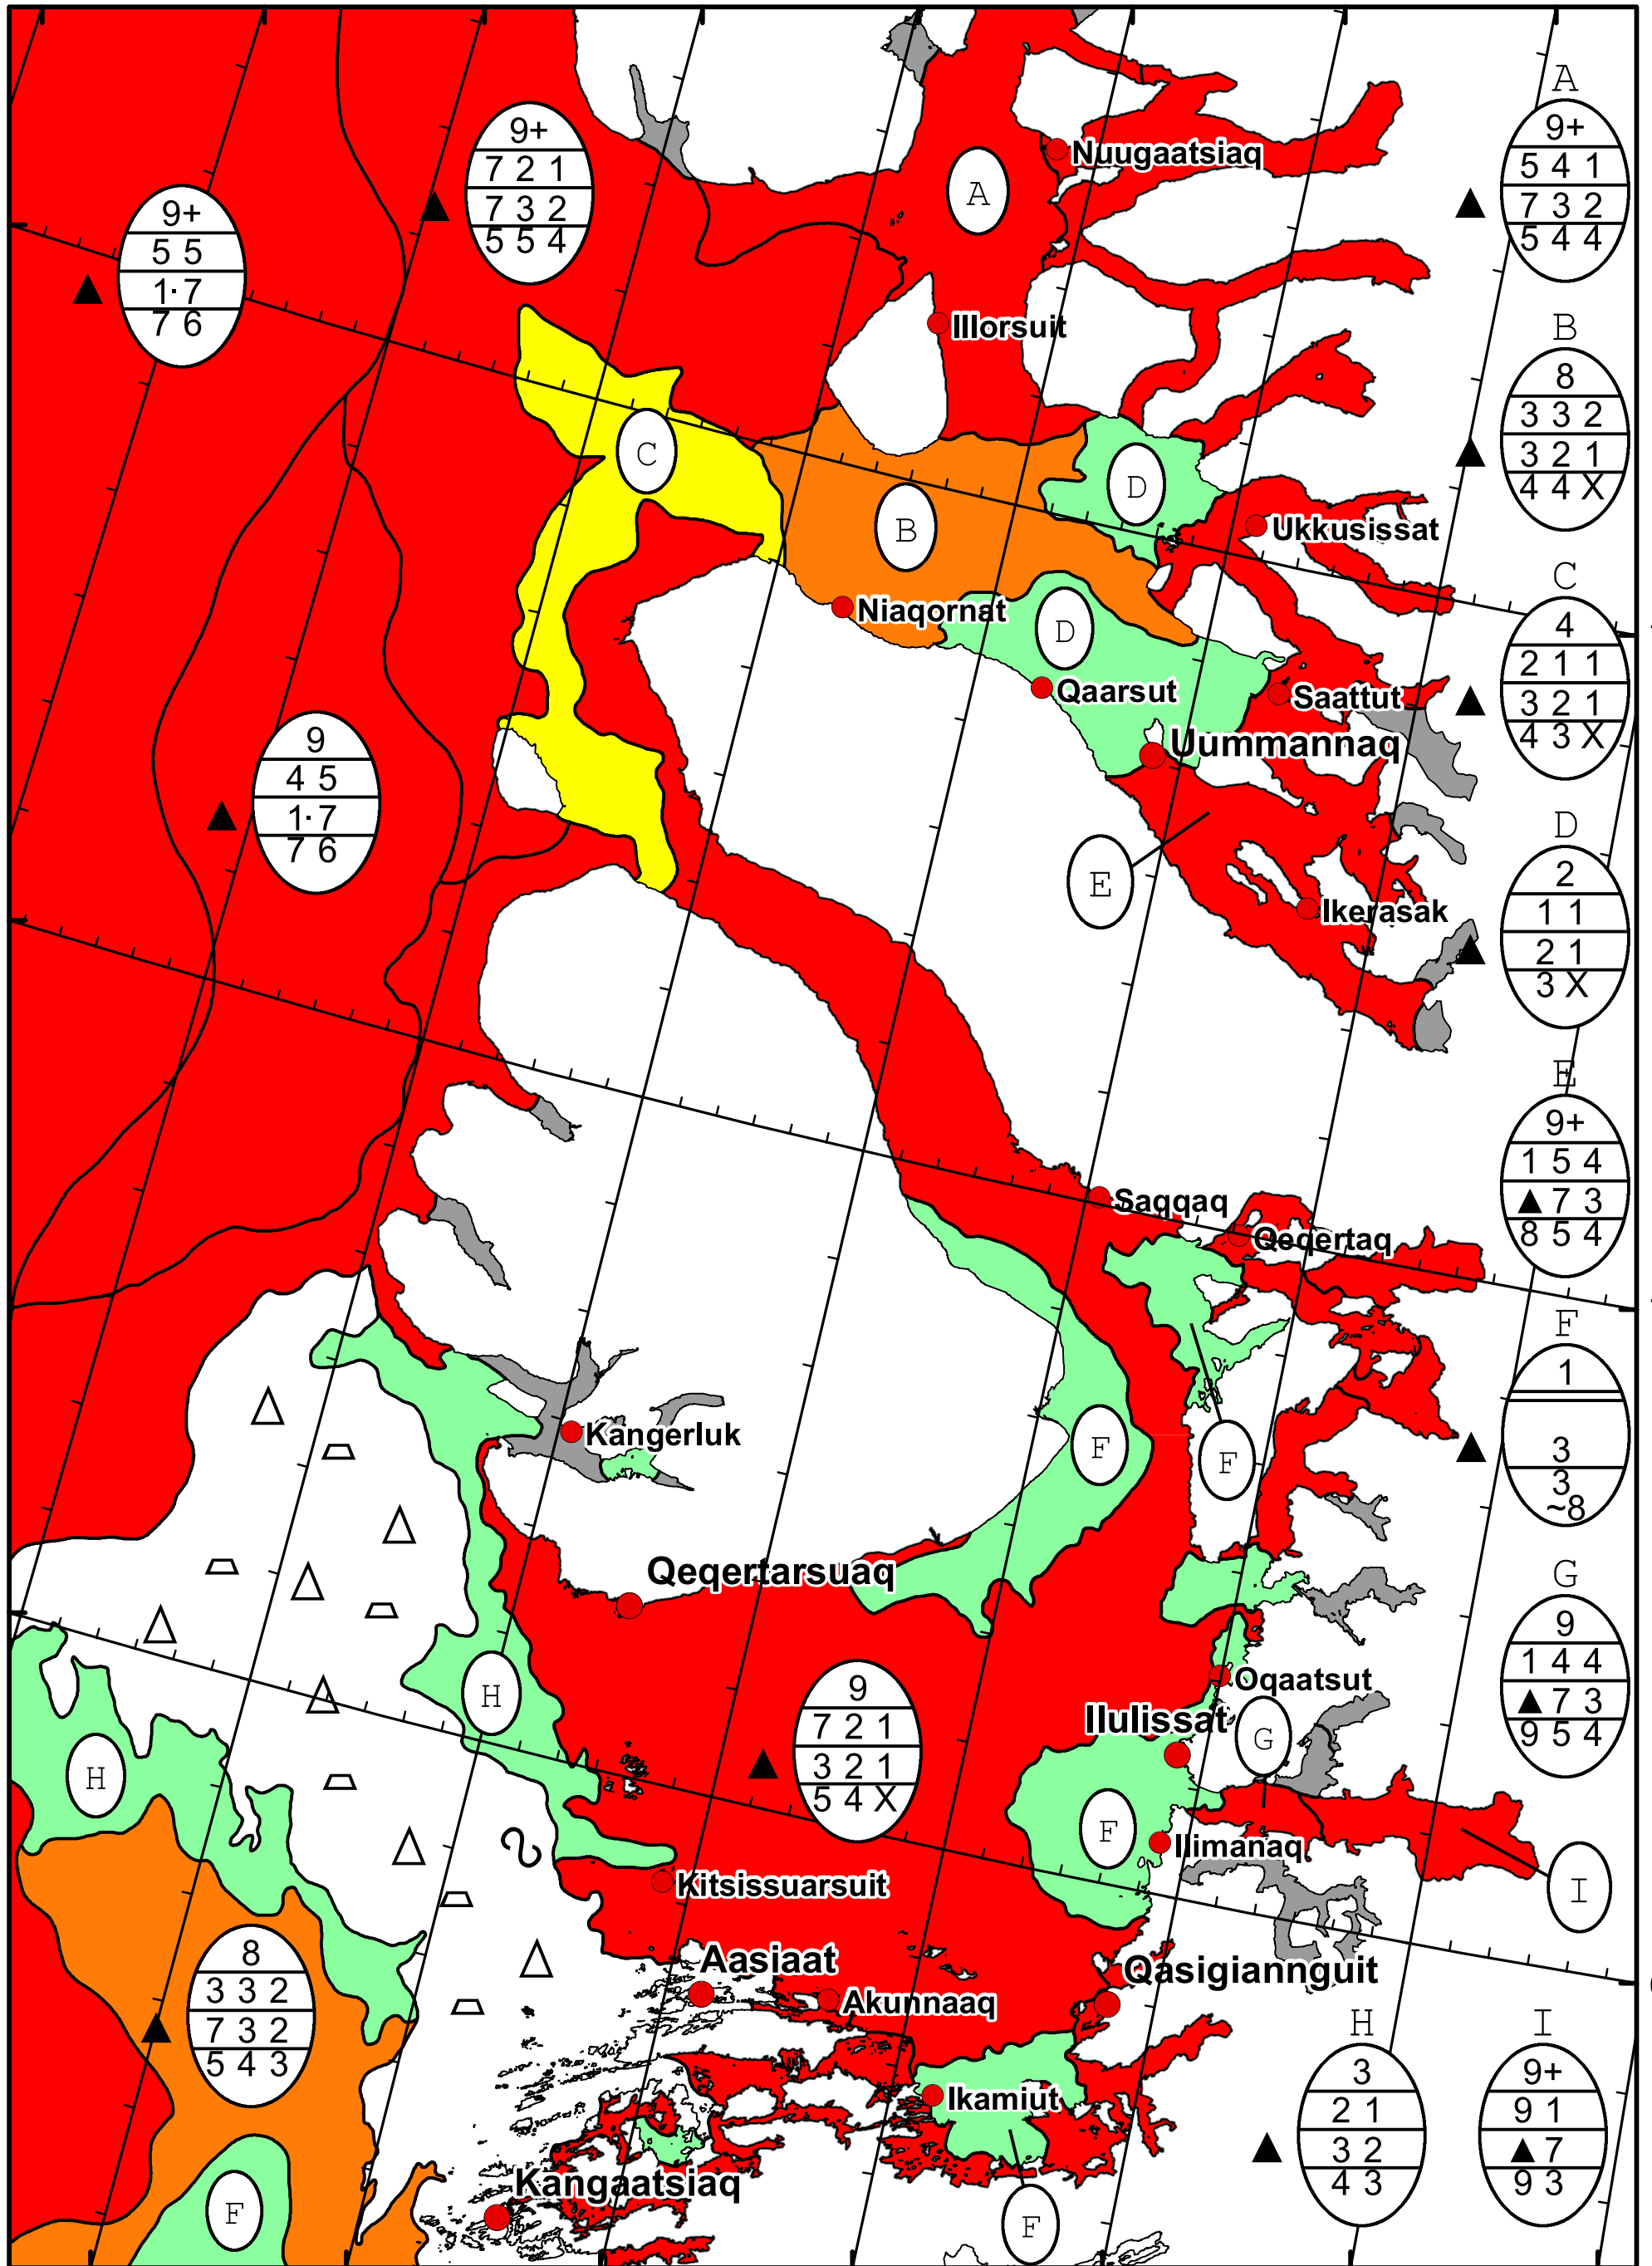 A
9+
5 4 1
7 3 2
5 4 4
9+
7 2 1
7 3 2
5 5 4
Nuugaatsiaq
A
9+
5 5
1· 7
7 6
Illorsuit
B
8
3 3 2
3 2 1
4 4 X
C
D
B
Ukkusissat
C
4
2 1 1
3 2 1
4 3 X
Niaqornat
D
Qaarsut
Saattut
Uummannaq
9
4 5
1· 7
7 6
D
2
1 1
2 1
3 X
E
Ikerasak
E
9+
1 5 4
▲ 7 3
8 5 4
Saqqaq
Qeqertaq
F
1
3
3
~8
Kangerluk
F
F
Qeqertarsuaq
G
9
1 4 4
▲ 7 3
9 5 4
H
Oqaatsut
9
7 2 1
3 2 1
5 4 X
Ilulissat
G
H
F
Ilimanaq
Kitsissuarsuit
I
8
3 3 2
7 3 2
5 4 3
Aasiaat
Qasigiannguit
Akunnaaq
H
3
2 1
3 2
4 3
I
9+
9 1
▲ 7
9 3
Ikamiut
Kangaatsiaq
F
F